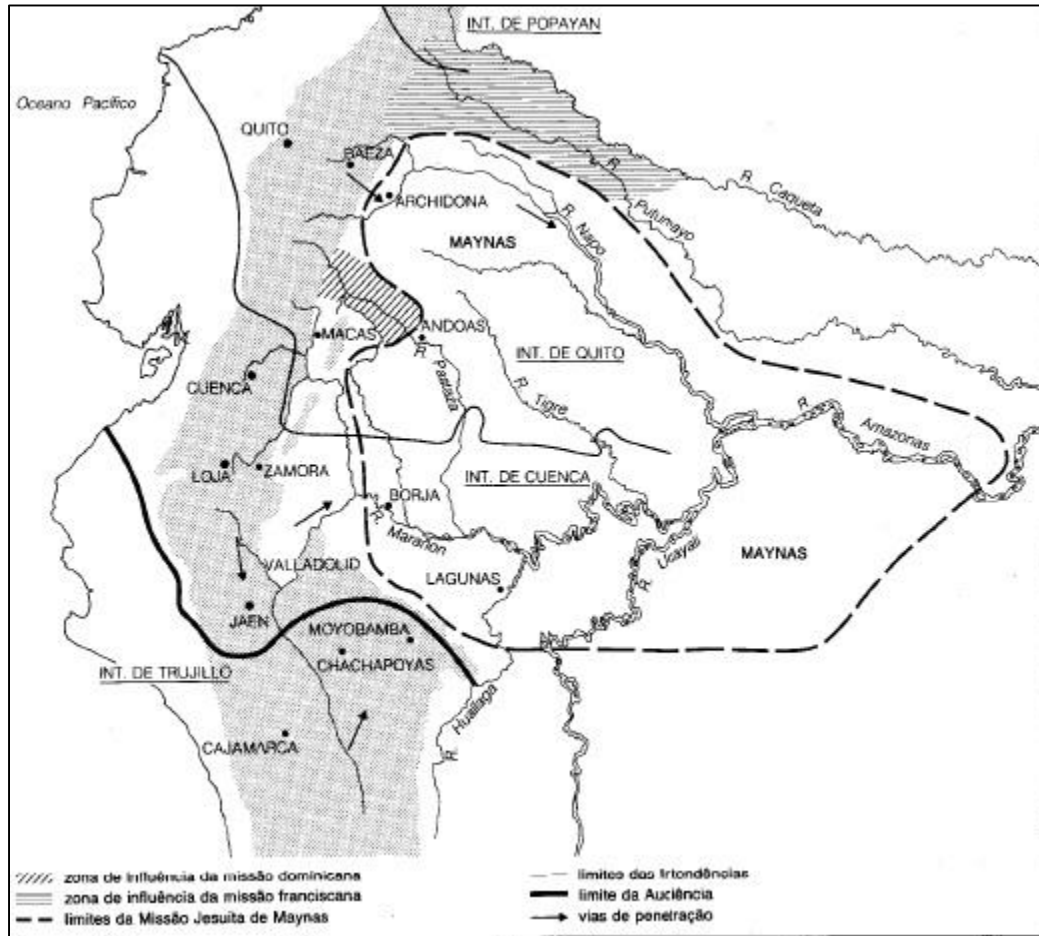 INT. DE POPAYAN
Oceano Pacífico
QUITO
BAEZA
R. Caqueta
ARCHIDONA
R. Putumayo
R. Napo
MAYNAS
MACAS
ANDOAS
INT. DE QUITO
R. Pastaza
CUENCA
R. Tigre
R. Amazonas
LOJA
ZAMORA
INT. DE CUENCA
BORJA
R. Marañon
R. Ucayali
MAYNAS
VALLADOLID
LAGUNAS
JAEN
MOYOBAMBA
CHACHAPOYAS
INT. DE TRUJILLO
R. Huallaga
CAJAMARCA
zona de influência da missão dominicana
zona de influência da missão franciscana
limites da Missão Jesuita de Maynas
limites das Intendências
limite da Audiência
vias de penetração